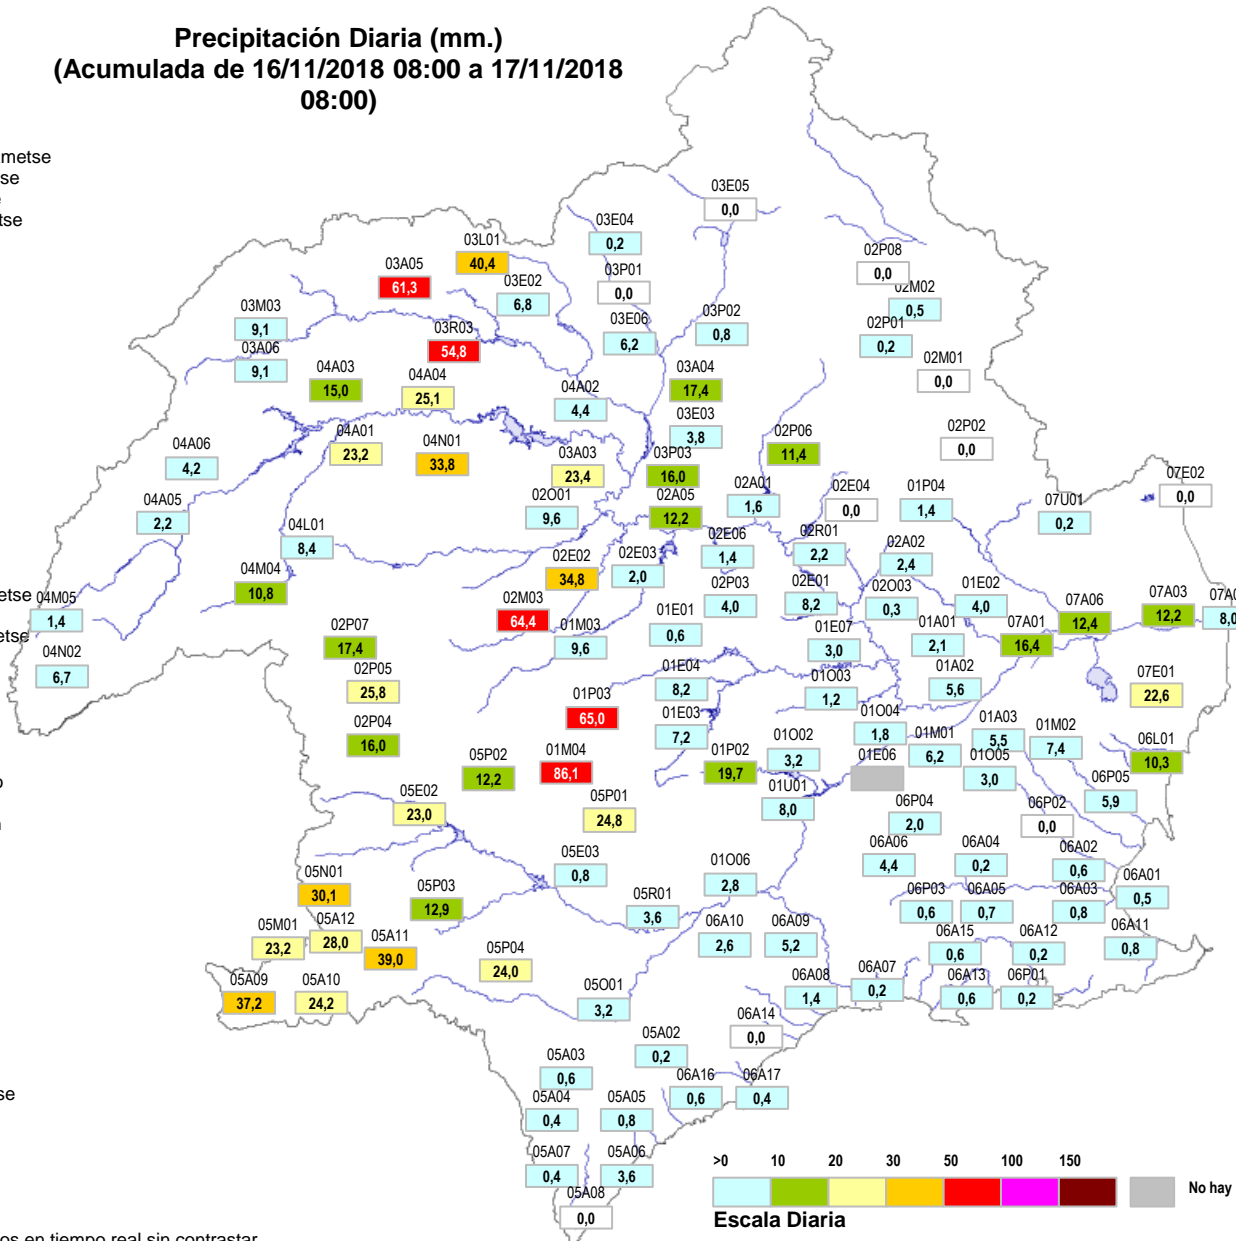 Precipitación Diaria (mm.)
(Acumulada de 16/11/2018 08:00 a 17/11/2018
08:00)
metse
se
tse
03E05
0,0
03E04
0,2
03L01
40,4
03A05
61,3
03P01
0,0
02P08
0,0
03E02
6,8
02M02
0,5
03M03
9,1
03R03
54,8
03E06
6,2
03P02
0,8
02P01
0,2
03A06
9,1
04A03
15,0
04A04
25,1
04A02
4,4
03A04
17,4
02M01
0,0
03E03
3,8
04A06
4,2
04A01
23,2
04N01
33,8
03A03
23,4
03P03
16,0
02P06
11,4
02P02
0,0
07E02
0,0
04A05
2,2
02O01
9,6
02A05
12,2
02A01
1,6
02E04
0,0
01P04
1,4
07U01
0,2
04L01
8,4
02E06
1,4
02R01
2,2
02A02
2,4
04M04
10,8
02E02
34,8
02E03
2,0
02P03
4,0
02E01
8,2
02O03
0,3
01E02
4,0
etse
04M05
1,4
02M03
64,4
07A06
12,4
07A03
12,2
07A0
8,0
etse
02P07
17,4
01M03
9,6
01E01
0,6
01E07
3,0
01A01
2,1
07A01
16,4
04N02
6,7
02P05
25,8
01E04
8,2
01O03
1,2
01A02
5,6
07E01
22,6
01P03
65,0
02P04
16,0
01E03
7,2
01O04
1,8
01A03
5,5
01M02
7,4
05P02
12,2
01M04
86,1
01P02
19,7
01O02
3,2
01E06
01M01
6,2
01O05
3,0
06L01
10,3
05E02
23,0
05P01
24,8
01U01
8,0
06P04
2,0
06P02
0,0
06P05
5,9
05E03
0,8
06A06
4,4
06A04
0,2
06A02
0,6
05N01
30,1
05P03
12,9
01O06
2,8
06A01
0,5
05R01
3,6
06P03
0,6
06A05
0,7
06A03
0,8
05M01
23,2
05A12
28,0
05A11
39,0
05P04
24,0
06A10
2,6
06A09
5,2
06A15
0,6
06A12
0,2
06A11
0,8
05A09
37,2
05A10
24,2
05O01
3,2
06A08
1,4
06A07
0,2
06A13
0,6
06P01
0,2
06A14
0,0
05A02
0,2
05A03
0,6
06A16
0,6
06A17
0,4
se
05A04
0,4
05A05
0,8
05A07
0,4
05A06
3,6
05A08
0,0
>0 10 20 30 50 100 150
No hay
Escala Diaria
os en tiempo real sin contrastar